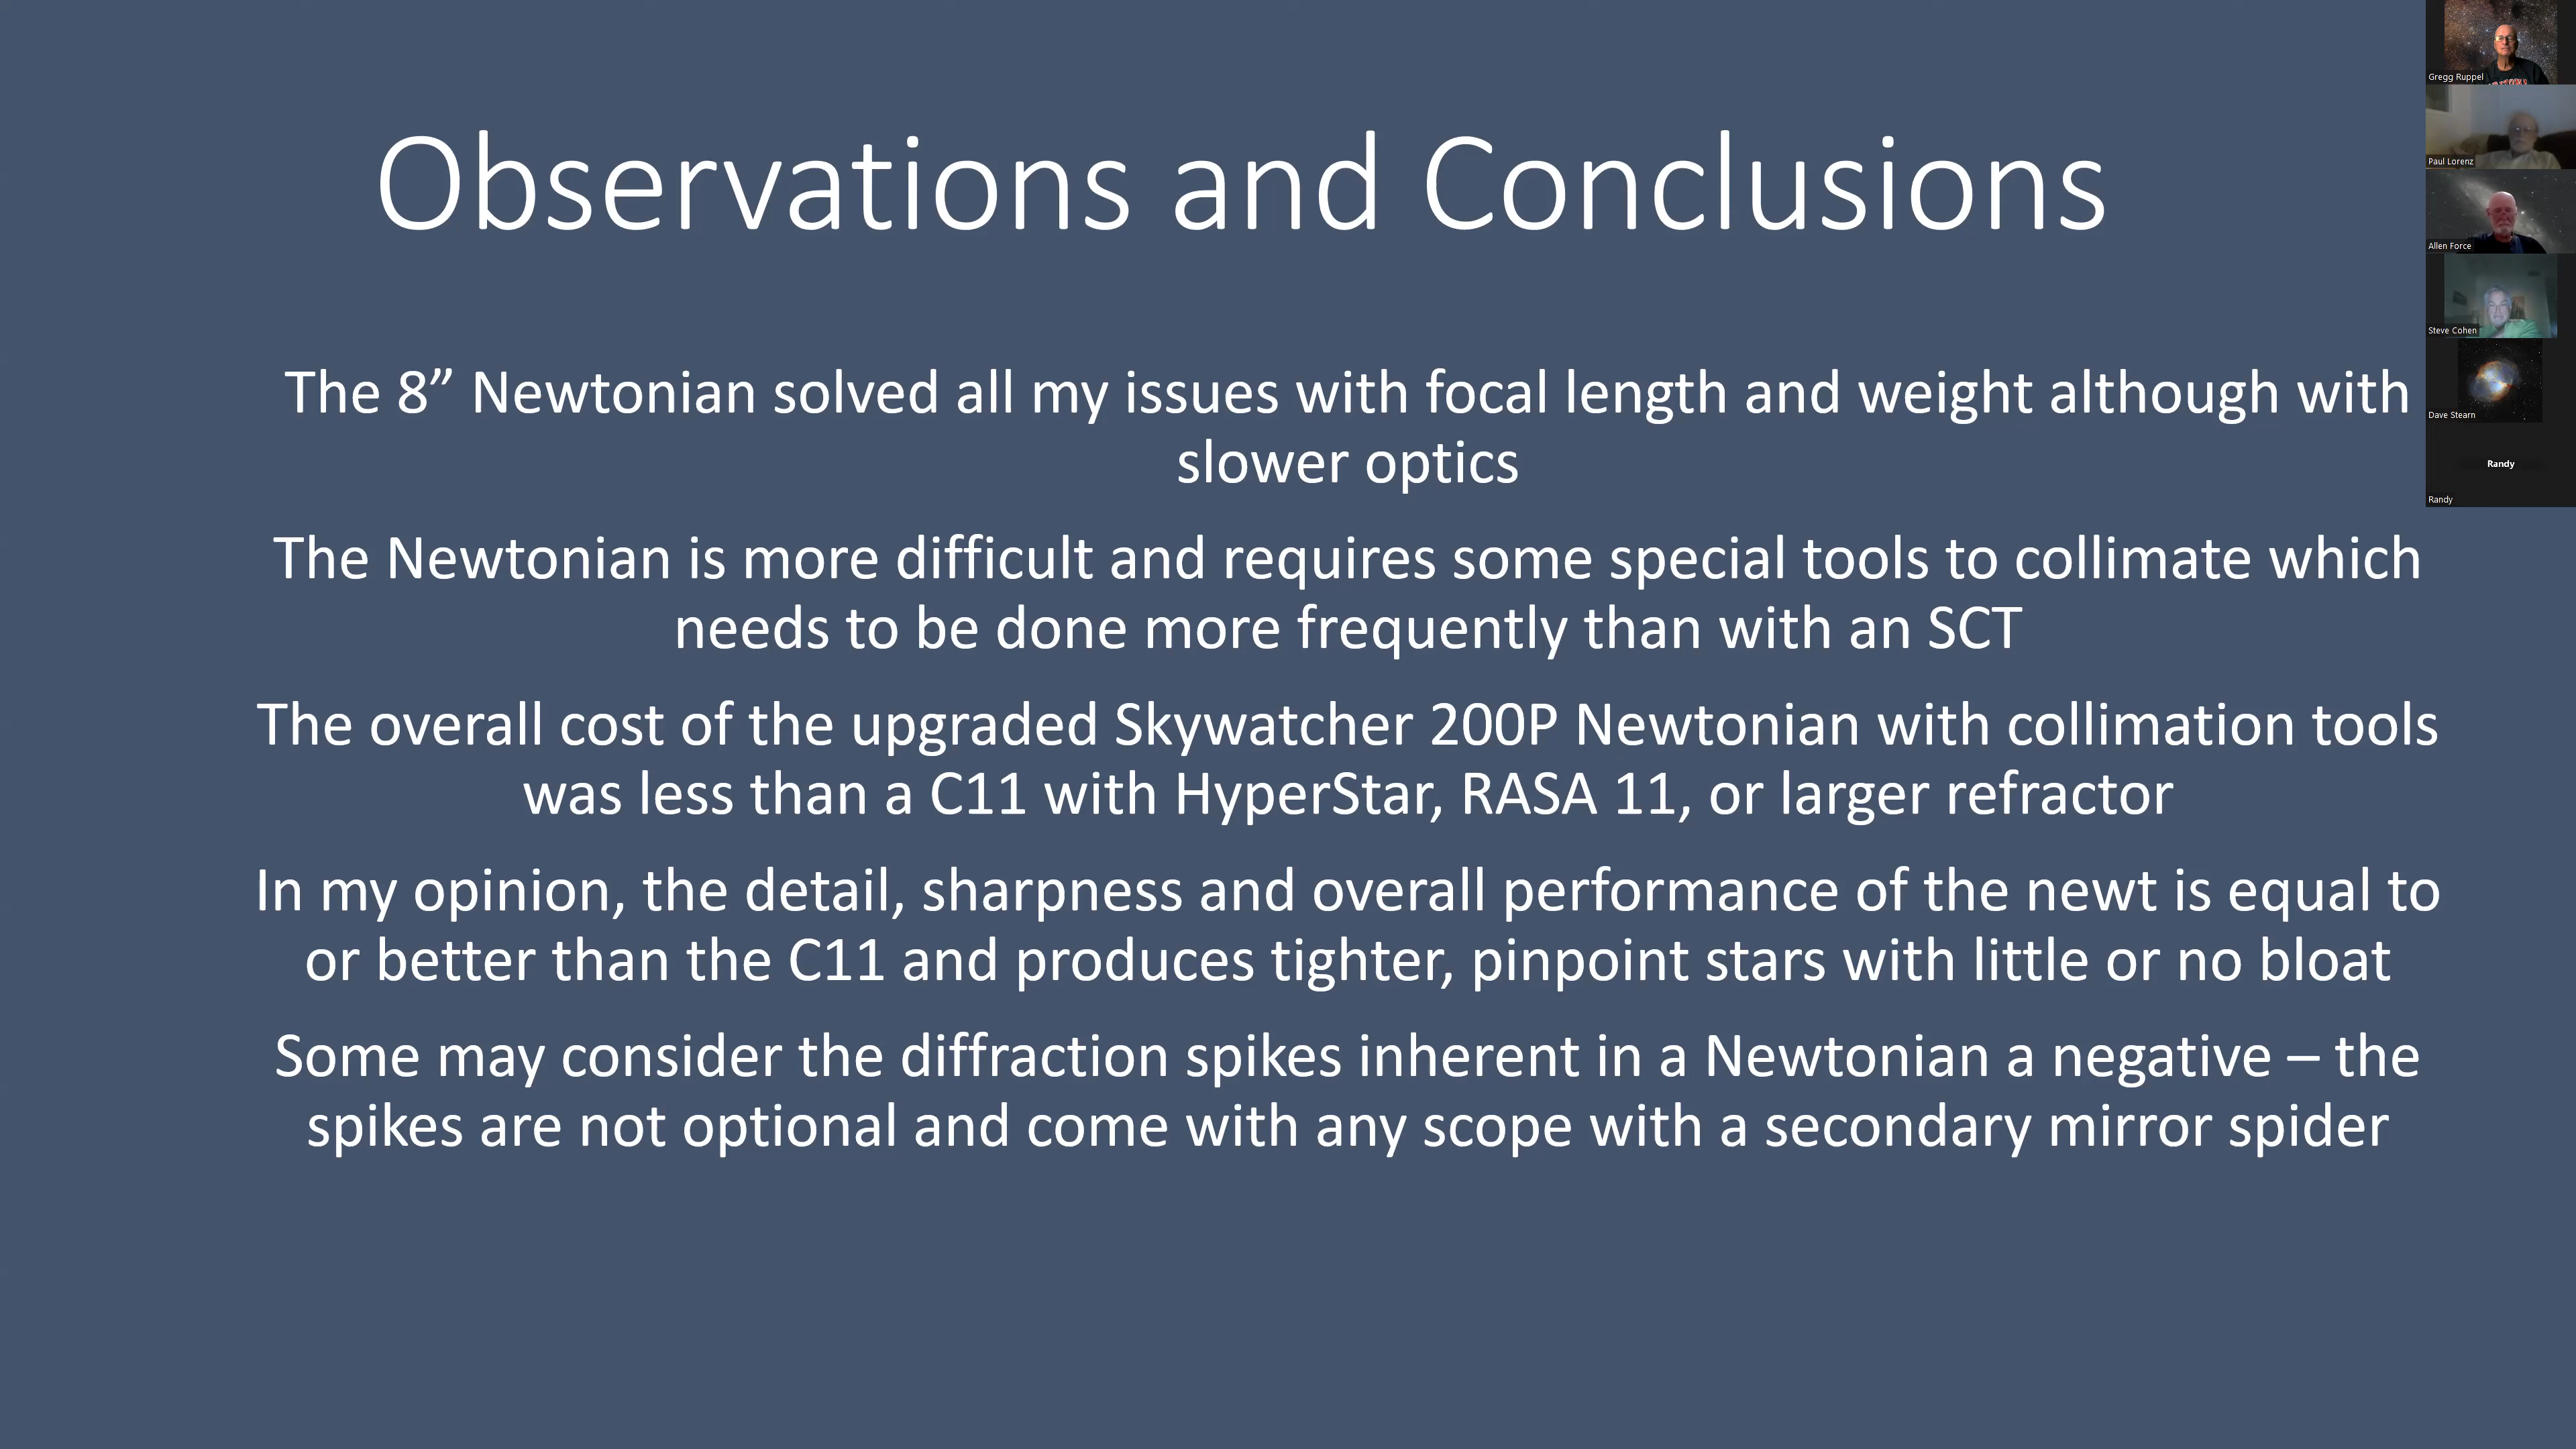 Observations and Conclusions
The 8” Newtonian solved all my issues with focal length and weight although with
slower optics
The Newtonian is more difficult and requires some special tools to collimate which
needs to be done more frequently than with an SCT
The overall cost of the upgraded Skywatcher 200P Newtonian with collimation tools
was less than a C11 with HyperStar, RASA 11, or larger refractor
In my opinion, the detail, sharpness and overall performance of the newt is equal to
or better than the C11 and produces tighter, pinpoint stars with little or no bloat
Some may consider the diffraction spikes inherent in a Newtonian a negative – the
spikes are not optional and come with any scope with a secondary mirror spider
Gregg Ruppel
Paul Lorenz
Allen Force
Steve Cohen
Dave Stearn
Randy
Randy